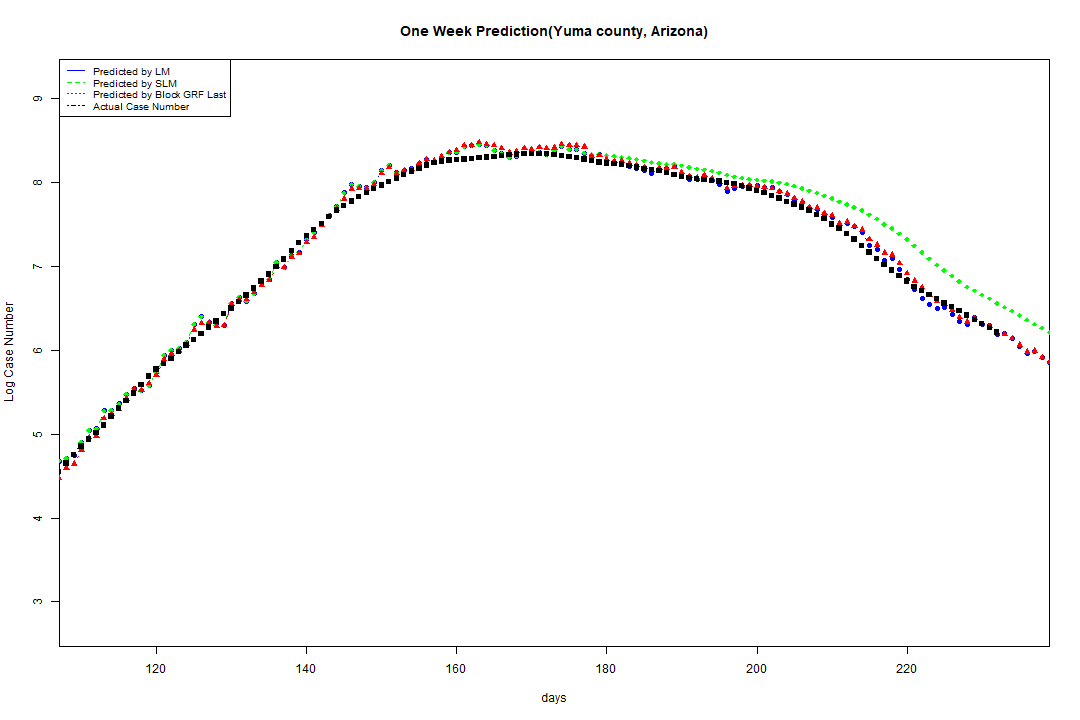 One Week Prediction(Yuma county, Arizona)
Predicted by LM
Predicted by SLM
Predicted by Block GRF Last
Actual Case Number
9
8
7
6
5
4
3
Log Case Number
120 140 160 180 200 220
days